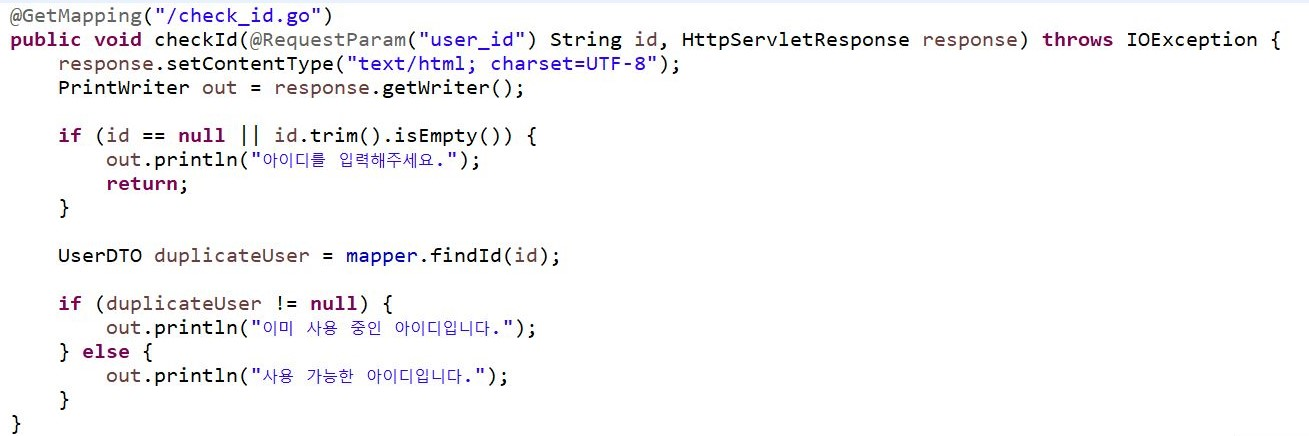 @GetMapping("/check_id.go")
public void checkId(@RequestParam("user_id") String id, HttpServletResponse response) throws IOException {
    response.setContentType("text/html; charset=UTF-8");
    PrintWriter out = response.getWriter();

    if (id == null || id.trim().isEmpty()) {
        out.println("아이디를 입력해주세요.");
        return;
    }

    UserDTO duplicateUser = mapper.findId(id);

    if (duplicateUser != null) {
        out.println("이미 사용 중인 아이디입니다.");
    } else {
        out.println("사용 가능한 아이디입니다.");
    }
}